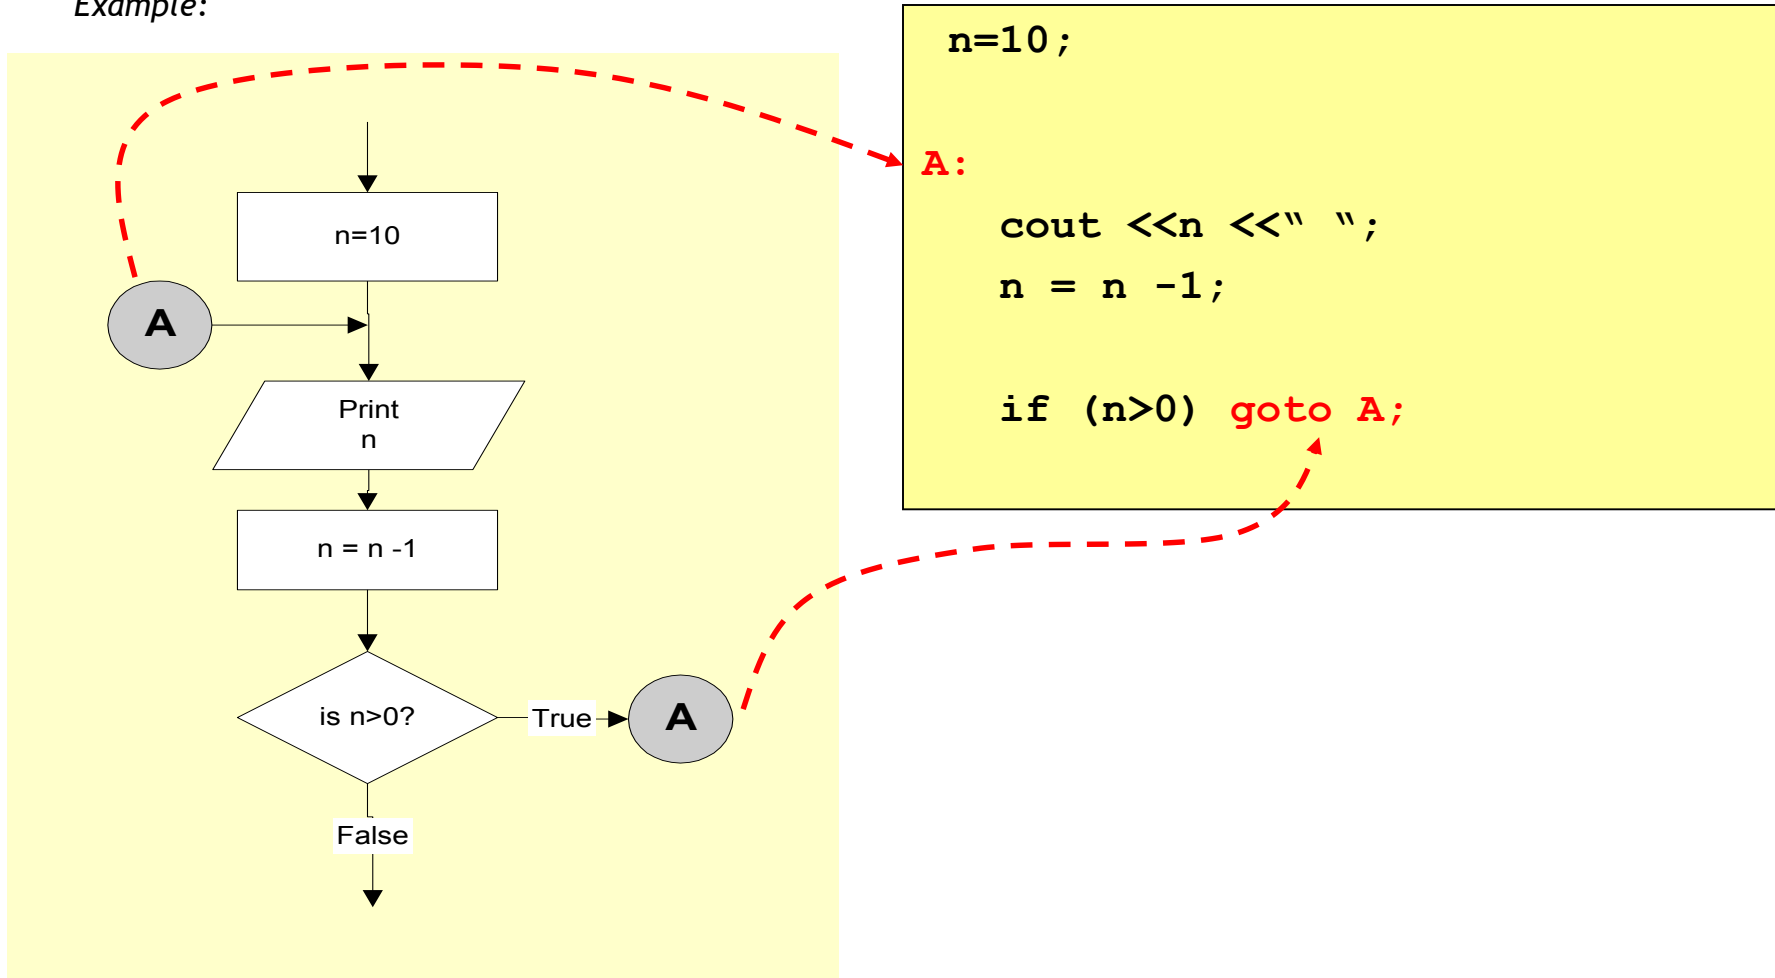 Example:
n=10
A
Print
n
n = n -1
is n>0?
True
A
False
n=10;
A:
cout <<n <<“ “;
n = n -1;
if (n>0) goto A;